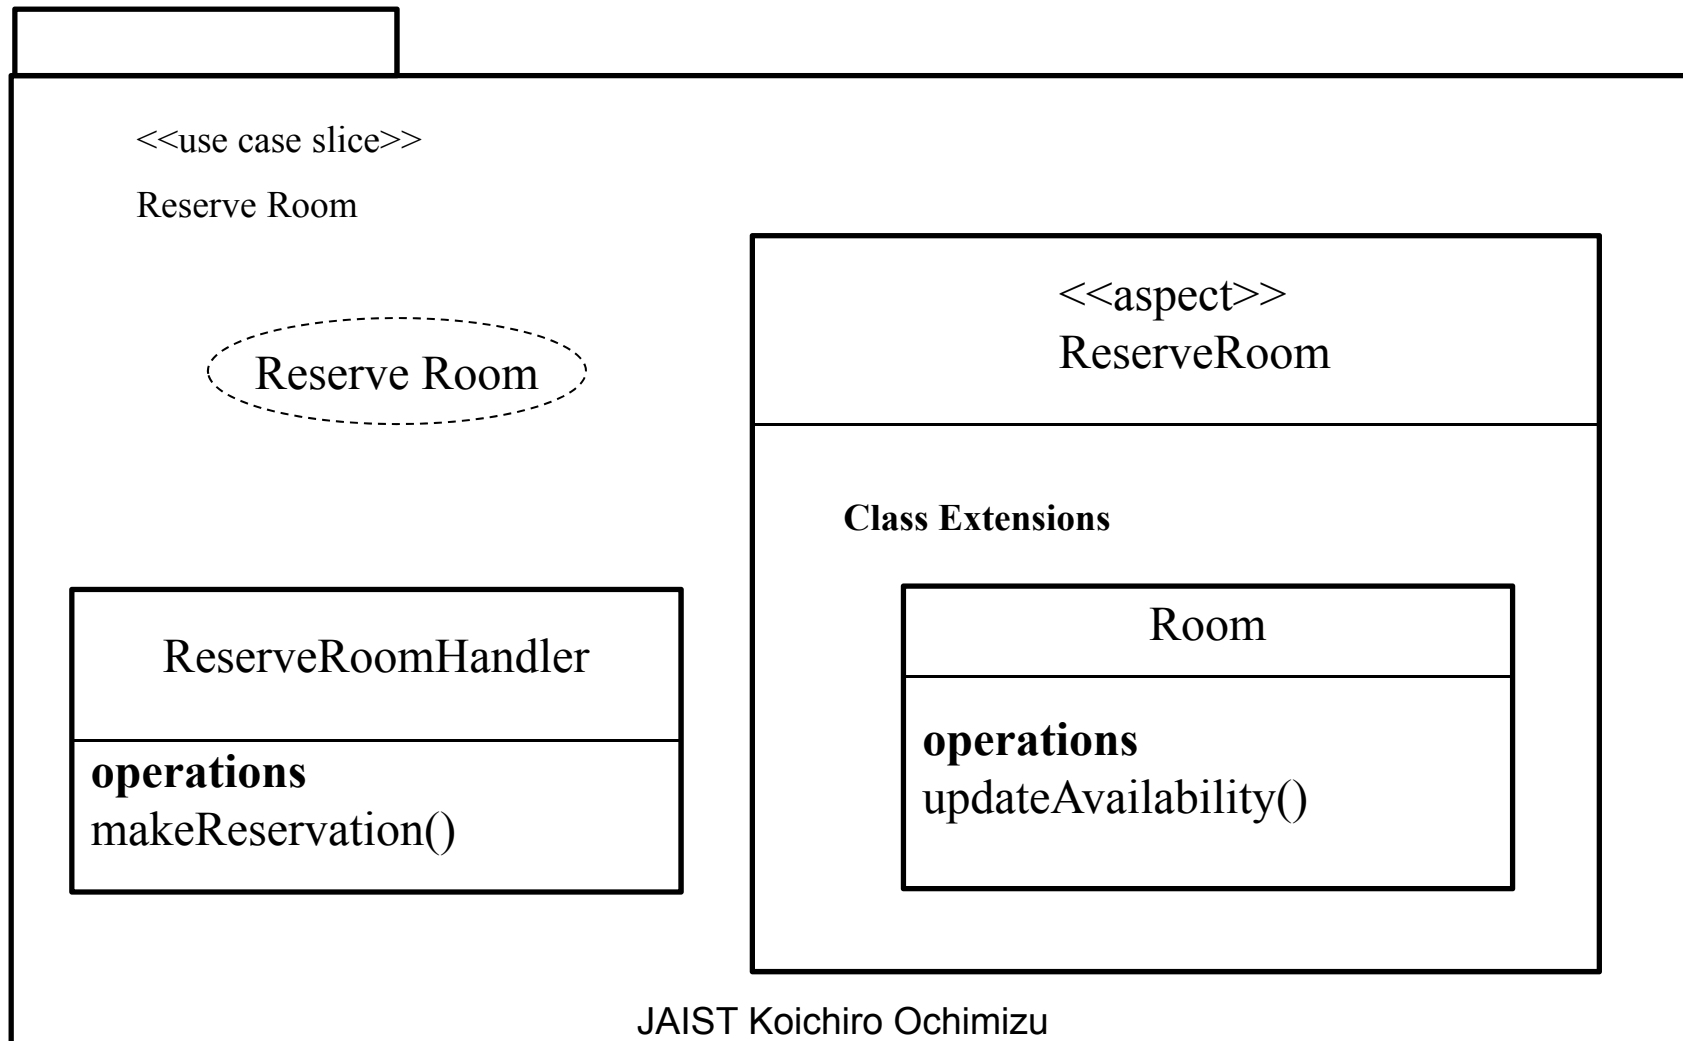 <<use case slice>>
Reserve Room
Reserve Room
<<aspect>>
ReserveRoom
Class Extensions
ReserveRoomHandler
operations
makeReservation()
Room
operations
updateAvailability()
JAIST Koichiro Ochimizu